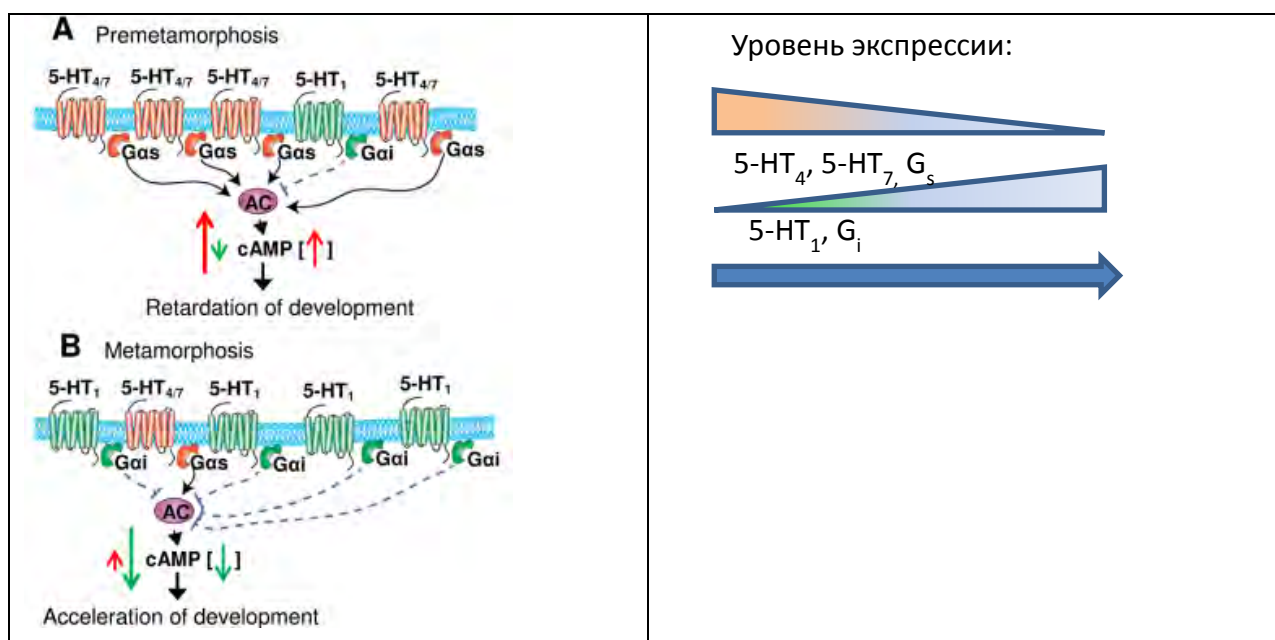 A Premetamorphosis
5-HT4/7 5-HT4/7 5-HT4/7 5-HT1 5-HT4/7
Gαs Gαs Gαs Gαi Gαs
AC
cAMP [ ]
Retardation of development
B Metamorphosis
5-HT1 5-HT4/7 5-HT1 5-HT1 5-HT1
Gαi Gαs Gαi Gαi Gαi
AC
cAMP [ ]
Acceleration of development
Уровень экспрессии:
5-HT4, 5-HT7, Gs
5-HT1, Gi